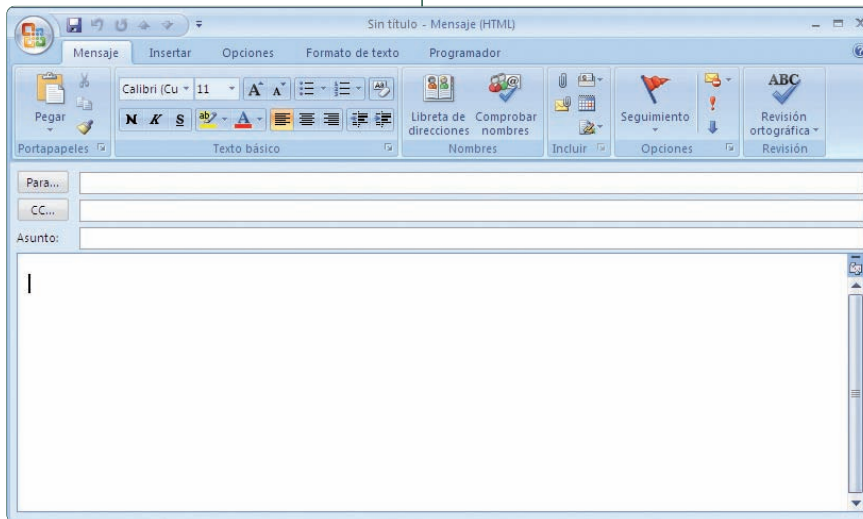 Sin título - Mensaje (HTML)
Mensaje Insertar Opciones Formato de texto Programador
Pegar
Portapapeles
Calibri (Cu 11
N K S
Texto básico
Libreta de direcciones
Comprobar nombres
Nombres
Incluir
Seguimiento
Opciones
ABC
Revisión
ortográfica
Revisión
Para...
CC...
Asunto: